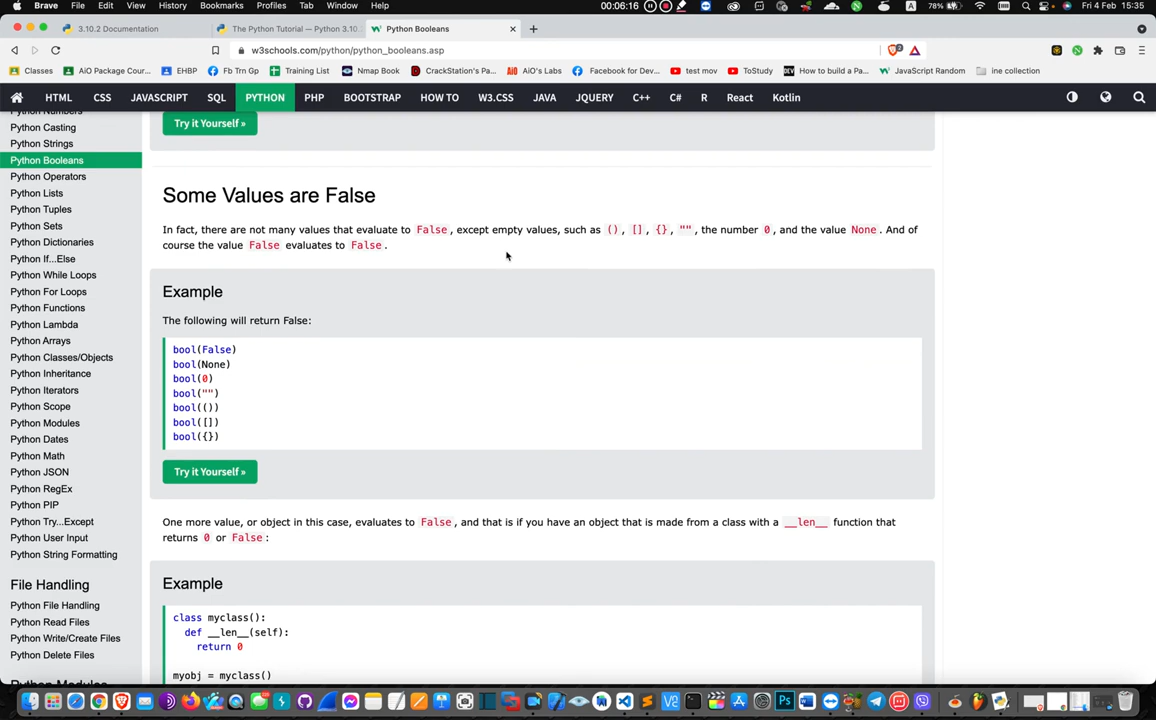 Brave File Edit View History Bookmarks Profiles Tab Window Help 00:06:16 A 78% Fri 4 Feb 15:35
3.10.2 Documentation The Python Tutorial — Python 3.10. Python Booleans
w3schools.com/python/python_booleans.asp
Classes AiO Package Cour... EHBP Fb Trn Gp Training List Nmap Book CrackStation's Pa... AiO's Labs Facebook for Dev... test mov ToStudy How to build a Pa... JavaScript Random ine collection
HTML CSS JAVASCRIPT SQL PYTHON PHP BOOTSTRAP HOW TO W3.CSS JAVA JQUERY C++ C# R React Kotlin
Python Numbers
Python Casting
Python Strings
Python Booleans
Python Operators
Python Lists
Python Tuples
Python Sets
Python Dictionaries
Python If...Else
Python While Loops
Python For Loops
Python Functions
Python Lambda
Python Arrays
Python Classes/Objects
Python Inheritance
Python Iterators
Python Scope
Python Modules
Python Dates
Python Math
Python JSON
Python RegEx
Python PIP
Python Try...Except
Python User Input
Python String Formatting
File Handling
Python File Handling
Python Read Files
Python Write/Create Files
Python Delete Files
Python Modules
Try it Yourself »
Some Values are False
In fact, there are not many values that evaluate to False, except empty values, such as (), [], {}, "", the number 0, and the value None. And of
course the value False evaluates to False.
Example
The following will return False:
bool(False)
bool(None)
bool(0)
bool("")
bool(())
bool([])
bool({})
Try it Yourself »
One more value, or object in this case, evaluates to False, and that is if you have an object that is made from a class with a __len__ function that
returns 0 or False:
Example
class myclass():
def __len__(self):
return 0
myobj = myclass()